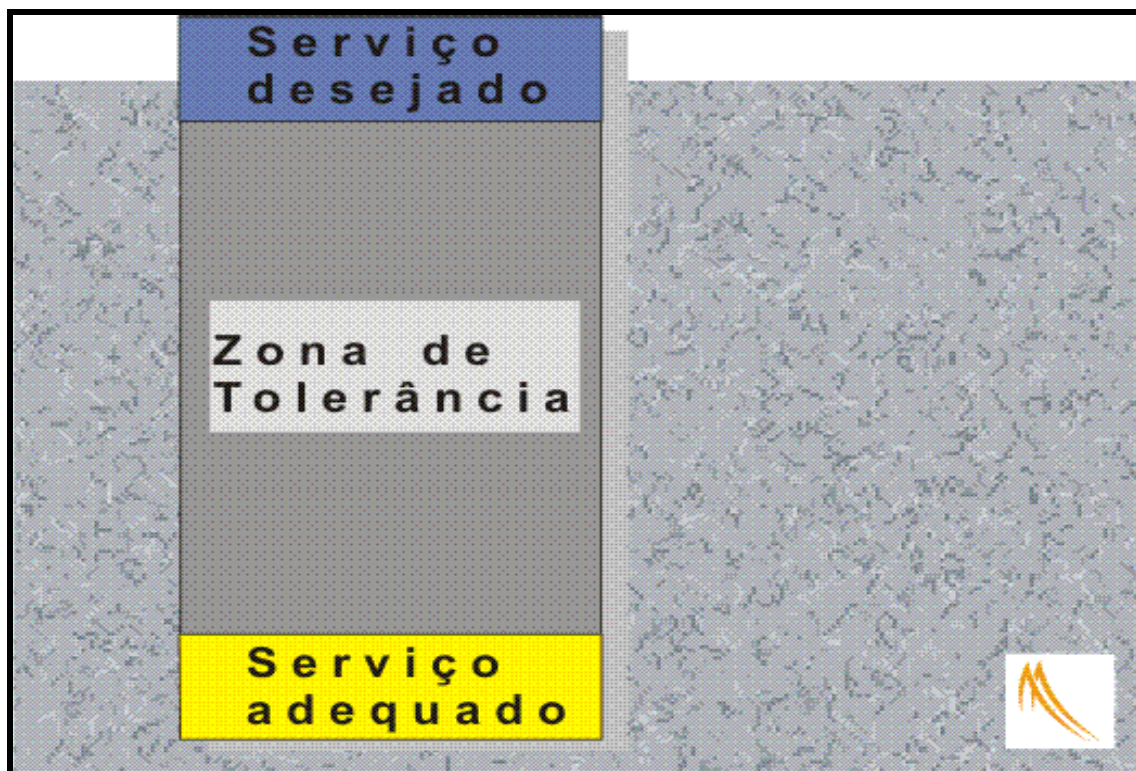 Serviço
desejado
Zona de
Tolerância
Serviço
adequado